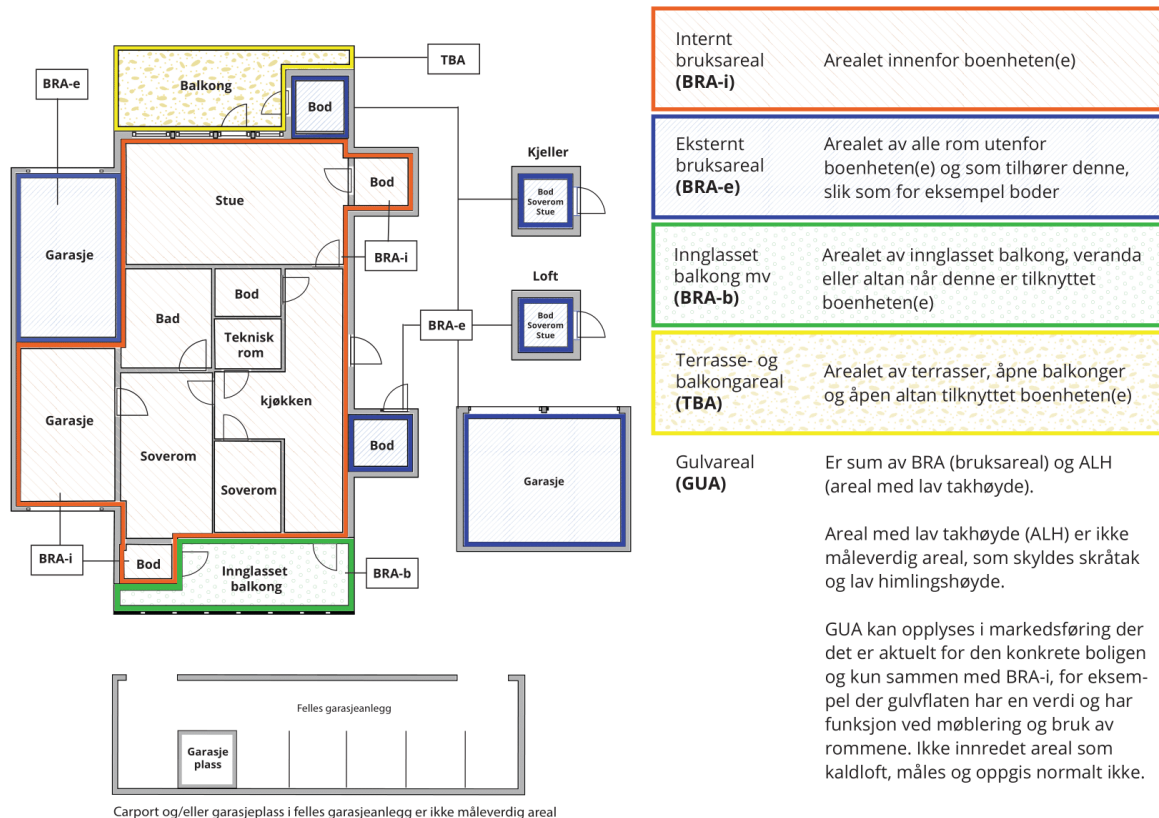 TBA
BRA-e
Balkong
Bod
Kjeller
Bod
Stue
Bod
Soverom
Stue
Garasje
BRA-i
Loft
Bod
Bad
Teknisk
rom
BRA-e
Bod
Soverom
Stue
kjøkken
Garasje
Soverom
Bod
Soverom
Garasje
BRA-i
Bod
Innglasset
balkong
BRA-b
Felles garasjeanlegg
Garasje
plass
Carport og/eller garasjeplass i felles garasjeanlegg er ikke måleverdig areal
Internt
bruksareal
(BRA-i)
Arealet innenfor boenheten(e)
Eksternt
bruksareal
(BRA-e)
Arealet av alle rom utenfor
boenheten(e) og som tilhører denne,
slik som for eksempel boder
Innglasset
balkong mv
(BRA-b)
Arealet av innglasset balkong, veranda
eller altan når denne er tilknyttet
boenheten(e)
Terrasse- og
balkongareal
(TBA)
Arealet av terrasser, åpne balkonger
og åpen altan tilknyttet boenheten(e)
Gulvareal
(GUA)
Er sum av BRA (bruksareal) og ALH
(areal med lav takhøyde).
Areal med lav takhøyde (ALH) er ikke
måleverdig areal, som skyldes skråtak
og lav himlingshøyde.
GUA kan opplyses i markedsføring der
det er aktuelt for den konkrete boligen
og kun sammen med BRA-i, for eksem-
pel der gulvflaten har en verdi og har
funksjon ved møblering og bruk av
rommene. Ikke innredet areal som
kaldloft, måles og oppgis normalt ikke.